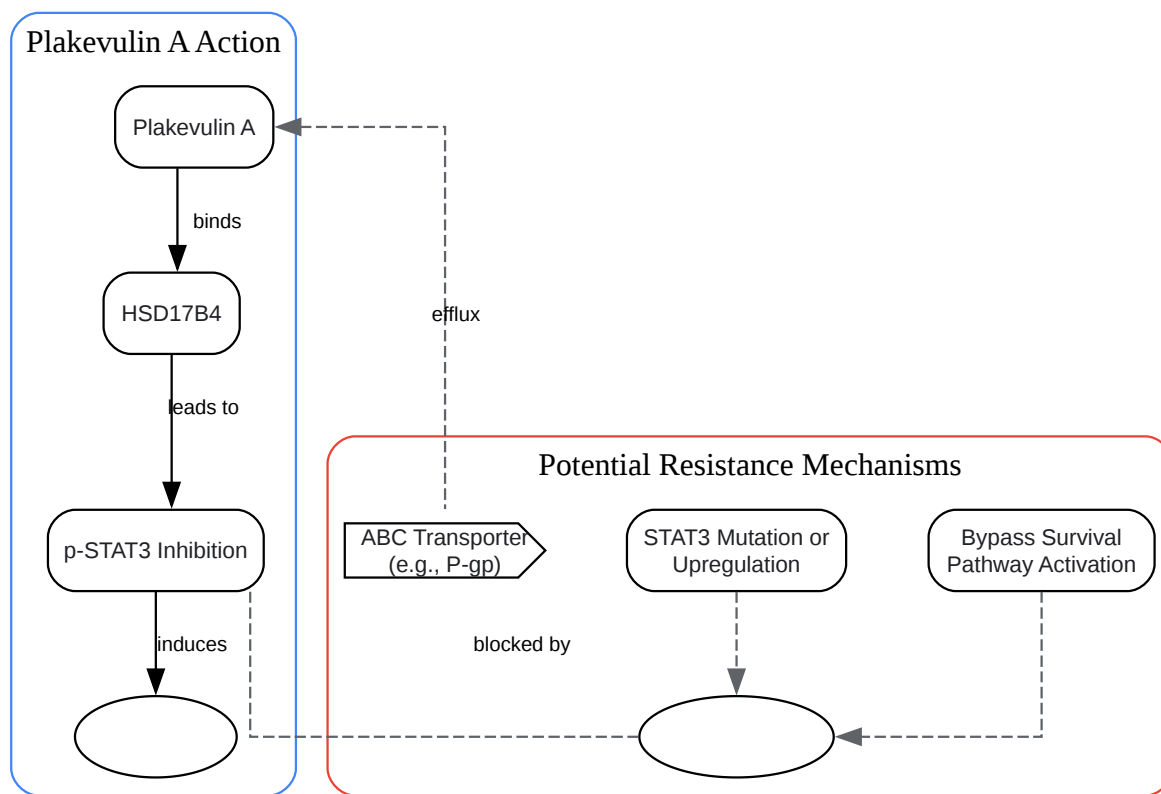 Plakevulin A Action
Plakevulin A
binds
HSD17B4
efflux
leads to
Potential Resistance Mechanisms
p-STAT3 Inhibition
ABC Transporter
(e.g., P-gp)
STAT3 Mutation or
Upregulation
Bypass Survival
Pathway Activation
induces
blocked by